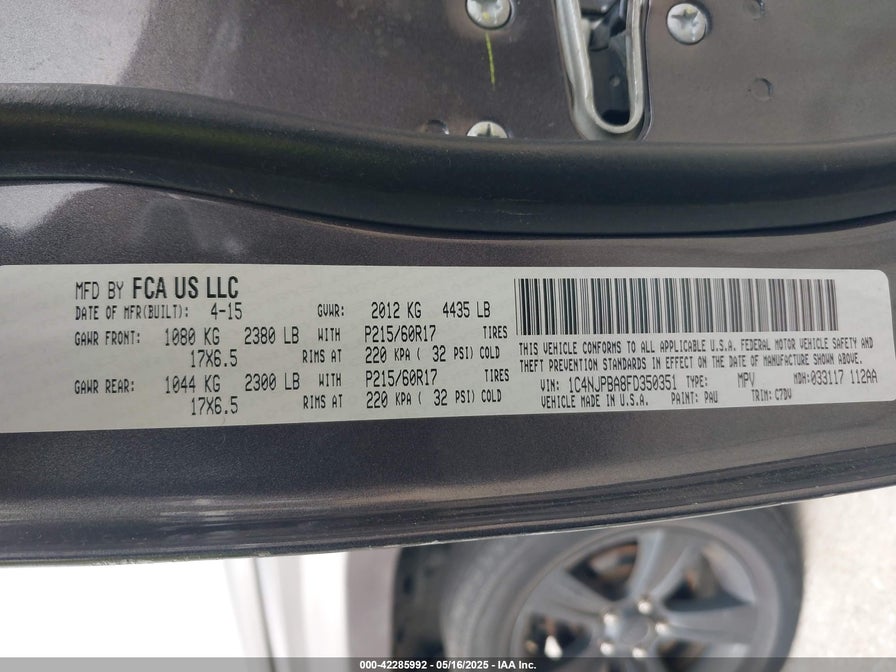 MFD BY FCA US LLC
DATE OF MFR(BUILT): 4-15 GVWR: 2012 KG 4435 LB
GAWR FRONT: 1080 KG 2380 LB WITH P215/60R17 TIRES
17X6.5 RIMS AT 220 KPA ( 32 PSI) COLD
GAWR REAR: 1044 KG 2300 LB WITH P215/60R17 TIRES
17X6.5 RIMS AT 220 KPA ( 32 PSI) COLD
THIS VEHICLE CONFORMS TO ALL APPLICABLE U.S.A. FEDERAL MOTOR VEHICLE SAFETY AND
THEFT PREVENTION STANDARDS IN EFFECT ON THE DATE OF MANUFACTURE SHOWN ABOVE.
VIN: 1C4NJPBA8FD350351 TYPE: MPV MDH:033117 112AA
VEHICLE MADE IN U.S.A. PAINT: PAU TRIM: C7DV
000-42285992 - 05/16/2025 - IAA Inc.